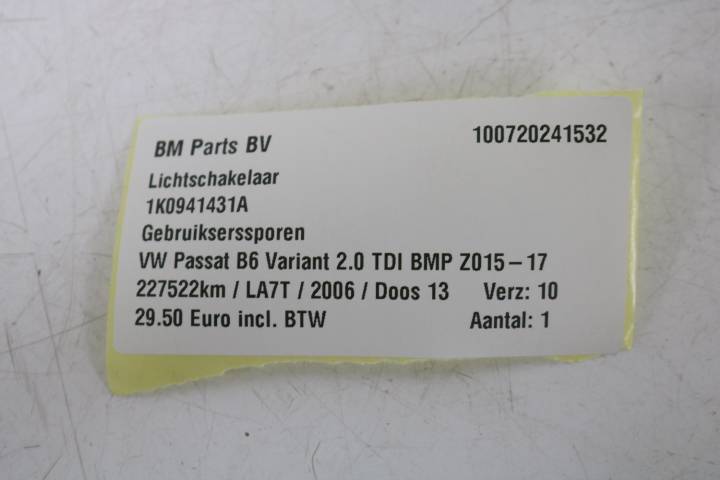 BM Parts BV 100720241532
Lichtschakelaar
1K0941431A
Gebruikserssporen
VW Passat B6 Variant 2.0 TDI BMP Z015-17
227522km / LA7T / 2006 / Doos 13 Verz: 10
29.50 Euro incl. BTW Aantal: 1